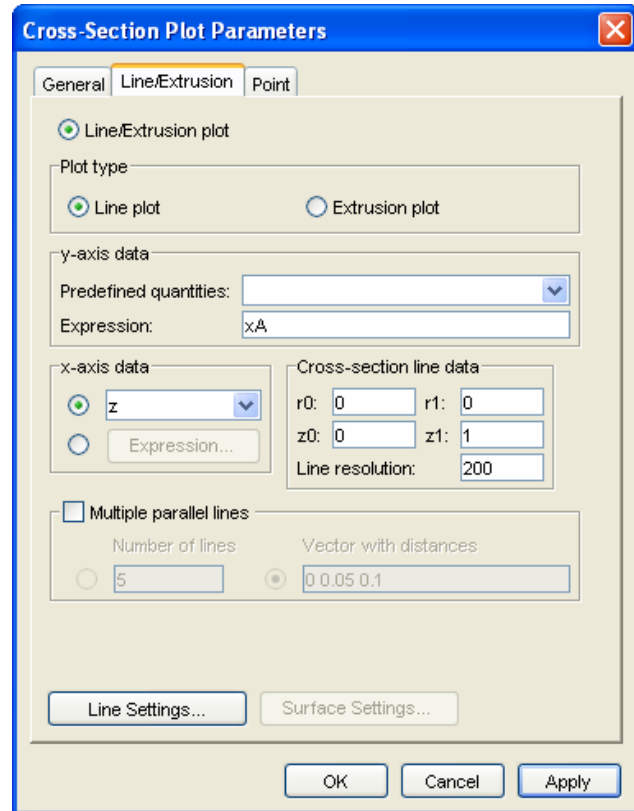 Cross-Section Plot Parameters
General Line/Extrusion Point
Line/Extrusion plot
Plot type
Line plot Extrusion plot
y-axis data
Predefined quantities:
Expression: xA
x-axis data
z
Expression...
Cross-section line data
r0: 0 r1: 0
z0: 0 z1: 1
Line resolution: 200
Multiple parallel lines
Number of lines Vector with distances
5 0 0.05 0.1
Line Settings... Surface Settings...
OK Cancel Apply